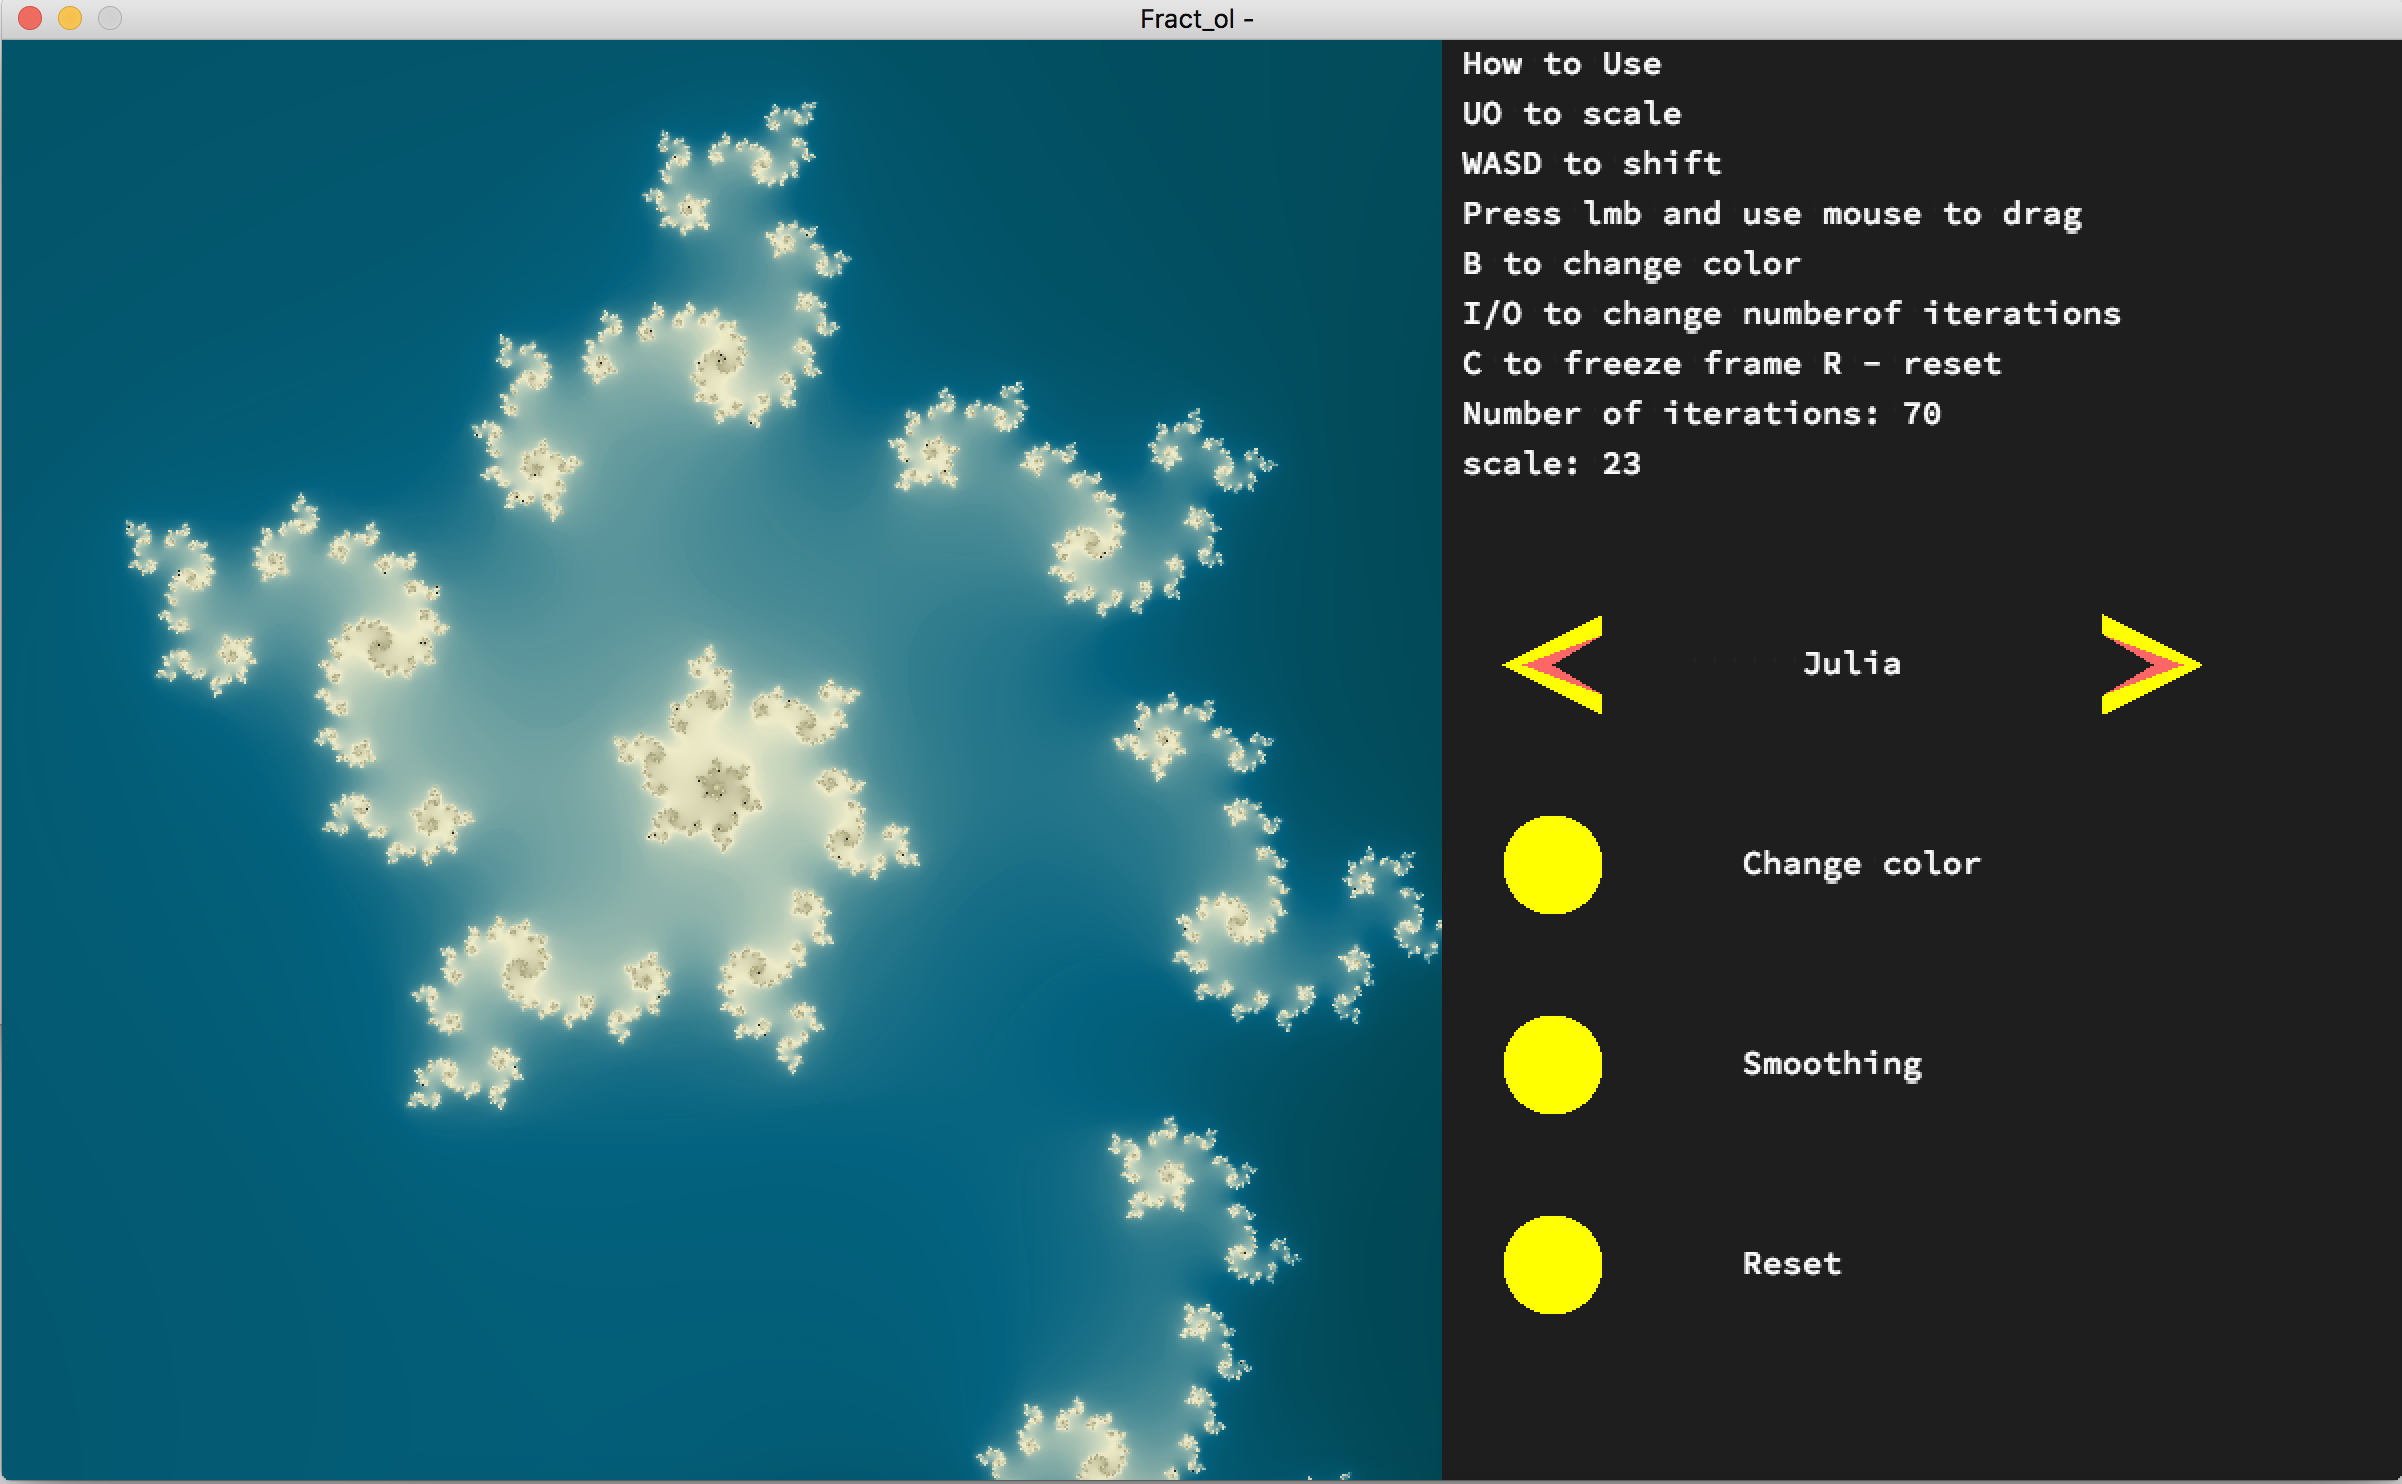 Fract_ol -
How to Use
UO to scale
WASD to shift
Press lmb and use mouse to drag
B to change color
I/O to change numberof iterations
C to freeze frame R - reset
Number of iterations: 70
scale: 23
Julia
Change color
Smoothing
Reset